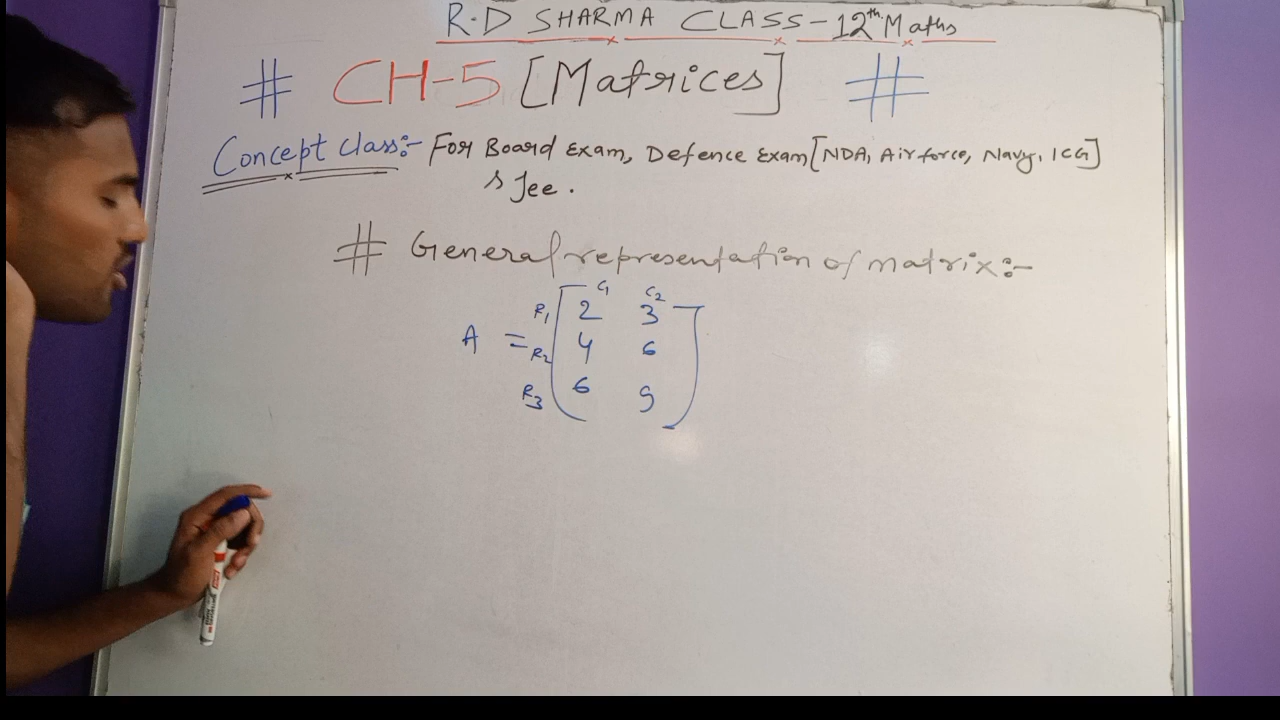 R.D SHARMA CLASS-12th Maths
# CH-5 [Matrices] #
Concept class:- For Board Exam, Defence Exam [NDA, Airforce, Navy, ICG]
& Jee.
# General representation of matrix:-
C1 C2
R1 2 3
A = R2 4 6
R3 6 9